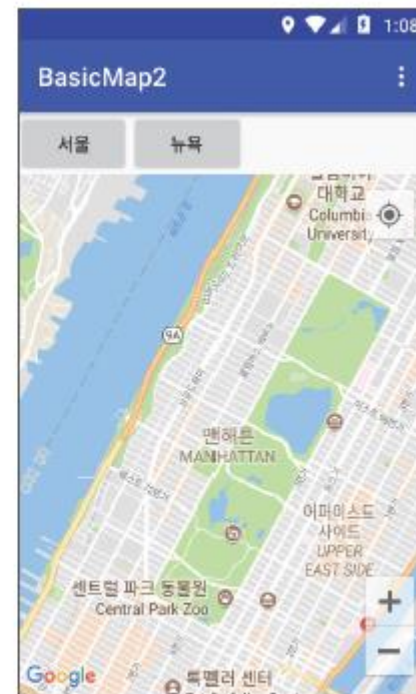 1:08
BasicMap2
서울
뉴욕
대학교
Columbi
University
9A
맨해튼
MANHATTAN
어퍼이스트
사이드
UPPER
EAST SIDE
센트럴 파크 동물원
Central Park Zoo
Google
록펠러 센터